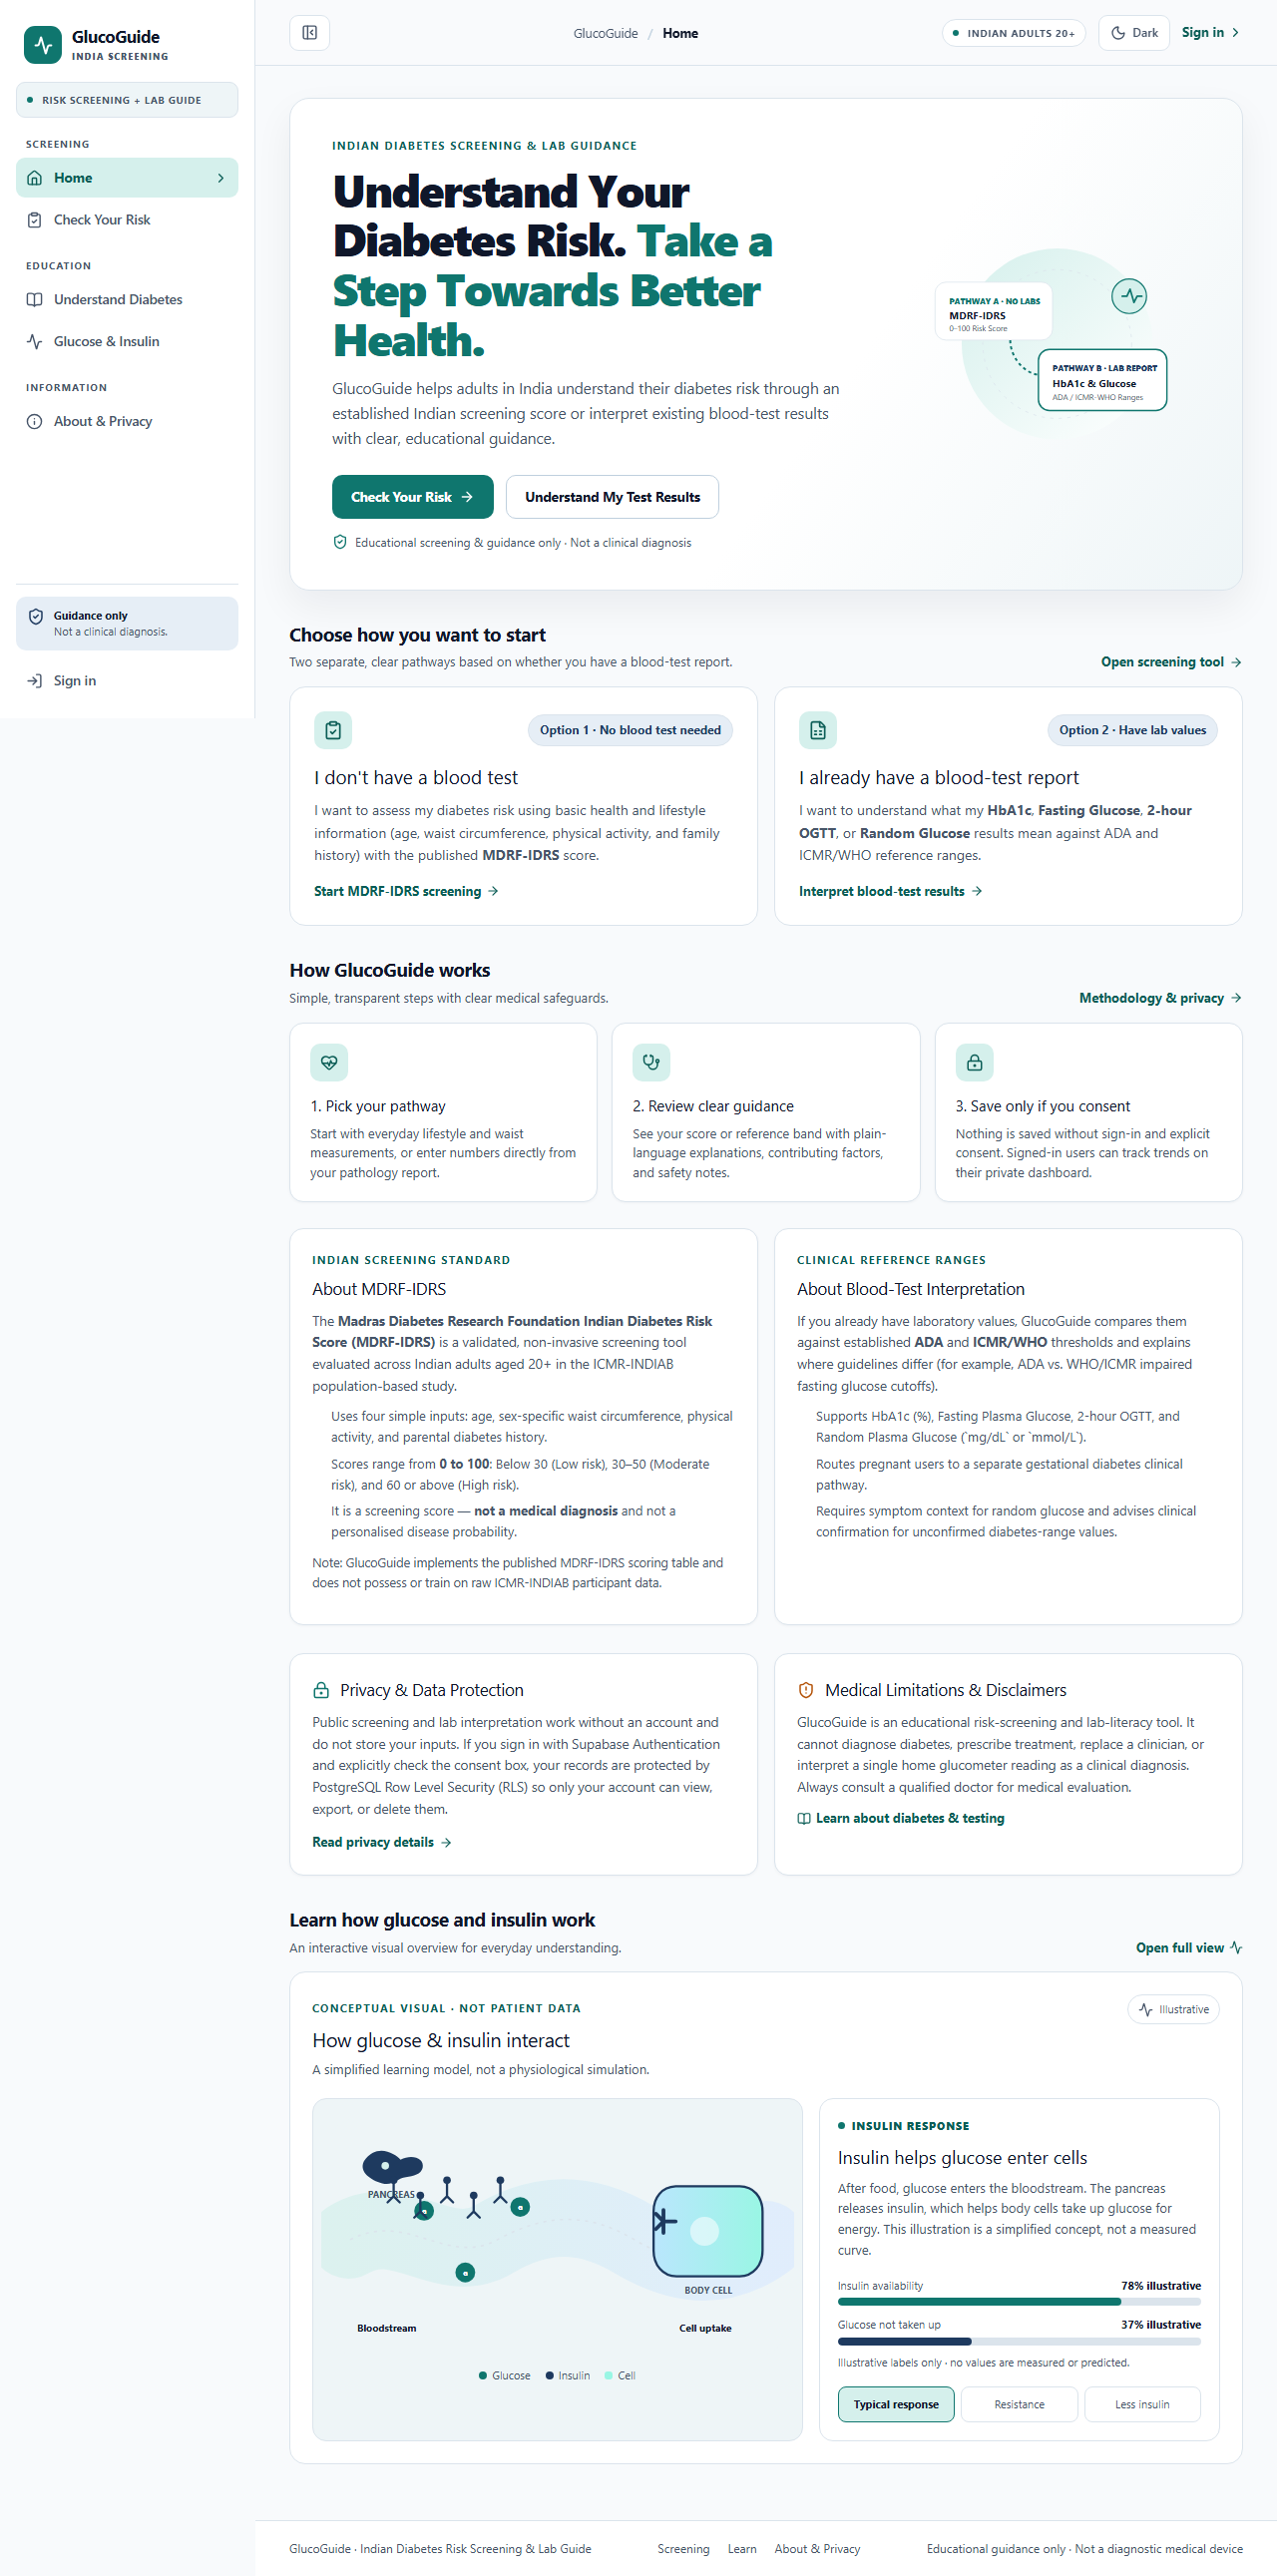 GlucoGuide
INDIA SCREENING
RISK SCREENING + LAB GUIDE
SCREENING
Home
Check Your Risk
EDUCATION
Understand Diabetes
Glucose & Insulin
INFORMATION
About & Privacy
Guidance only
Not a clinical diagnosis.
Sign in
GlucoGuide / Home
INDIAN ADULTS 20+
Dark
Sign in
INDIAN DIABETES SCREENING & LAB GUIDANCE
Understand Your
Diabetes Risk. Take a
Step Towards Better
Health.
GlucoGuide helps adults in India understand their diabetes risk through an
established Indian screening score or interpret existing blood-test results
with clear, educational guidance.
Check Your Risk
Understand My Test Results
Educational screening & guidance only · Not a clinical diagnosis
PATHWAY A · NO LABS
MDRF-IDRS
0–100 Risk Score
PATHWAY B · LAB REPORT
HbA1c & Glucose
ADA / ICMR-WHO Ranges
Choose how you want to start
Two separate, clear pathways based on whether you have a blood-test report.
Open screening tool
Option 1 · No blood test needed
I don't have a blood test
I want to assess my diabetes risk using basic health and lifestyle
information (age, waist circumference, physical activity, and family
history) with the published MDRF-IDRS score.
Start MDRF-IDRS screening
Option 2 · Have lab values
I already have a blood-test report
I want to understand what my HbA1c, Fasting Glucose, 2-hour
OGTT, or Random Glucose results mean against ADA and
ICMR/WHO reference ranges.
Interpret blood-test results
How GlucoGuide works
Simple, transparent steps with clear medical safeguards.
Methodology & privacy
1. Pick your pathway
Start with everyday lifestyle and waist
measurements, or enter numbers directly from
your pathology report.
2. Review clear guidance
See your score or reference band with plain-
language explanations, contributing factors,
and safety notes.
3. Save only if you consent
Nothing is saved without sign-in and explicit
consent. Signed-in users can track trends on
their private dashboard.
INDIAN SCREENING STANDARD
About MDRF-IDRS
The Madras Diabetes Research Foundation Indian Diabetes Risk
Score (MDRF-IDRS) is a validated, non-invasive screening tool
evaluated across Indian adults aged 20+ in the ICMR-INDIAB
population-based study.
Uses four simple inputs: age, sex-specific waist circumference, physical
activity, and parental diabetes history.
Scores range from 0 to 100: Below 30 (Low risk), 30–50 (Moderate
risk), and 60 or above (High risk).
It is a screening score — not a medical diagnosis and not a
personalised disease probability.
Note: GlucoGuide implements the published MDRF-IDRS scoring table and
does not possess or train on raw ICMR-INDIAB participant data.
CLINICAL REFERENCE RANGES
About Blood-Test Interpretation
If you already have laboratory values, GlucoGuide compares them
against established ADA and ICMR/WHO thresholds and explains
where guidelines differ (for example, ADA vs. WHO/ICMR impaired
fasting glucose cutoffs).
Supports HbA1c (%), Fasting Plasma Glucose, 2-hour OGTT, and
Random Plasma Glucose (`mg/dL` or `mmol/L`).
Routes pregnant users to a separate gestational diabetes clinical
pathway.
Requires symptom context for random glucose and advises clinical
confirmation for unconfirmed diabetes-range values.
Privacy & Data Protection
Public screening and lab interpretation work without an account and
do not store your inputs. If you sign in with Supabase Authentication
and explicitly check the consent box, your records are protected by
PostgreSQL Row Level Security (RLS) so only your account can view,
export, or delete them.
Read privacy details
Medical Limitations & Disclaimers
GlucoGuide is an educational risk-screening and lab-literacy tool. It
cannot diagnose diabetes, prescribe treatment, replace a clinician, or
interpret a single home glucometer reading as a clinical diagnosis.
Always consult a qualified doctor for medical evaluation.
Learn about diabetes & testing
Learn how glucose and insulin work
An interactive visual overview for everyday understanding.
Open full view
CONCEPTUAL VISUAL · NOT PATIENT DATA
Illustrative
How glucose & insulin interact
A simplified learning model, not a physiological simulation.
PANCREAS
BODY CELL
Bloodstream
Cell uptake
Glucose
Insulin
Cell
INSULIN RESPONSE
Insulin helps glucose enter cells
After food, glucose enters the bloodstream. The pancreas
releases insulin, which helps body cells take up glucose for
energy. This illustration is a simplified concept, not a measured
curve.
Insulin availability 78% illustrative
Glucose not taken up 37% illustrative
Illustrative labels only · no values are measured or predicted.
Typical response
Resistance
Less insulin
GlucoGuide · Indian Diabetes Risk Screening & Lab Guide
Screening
Learn
About & Privacy
Educational guidance only · Not a diagnostic medical device